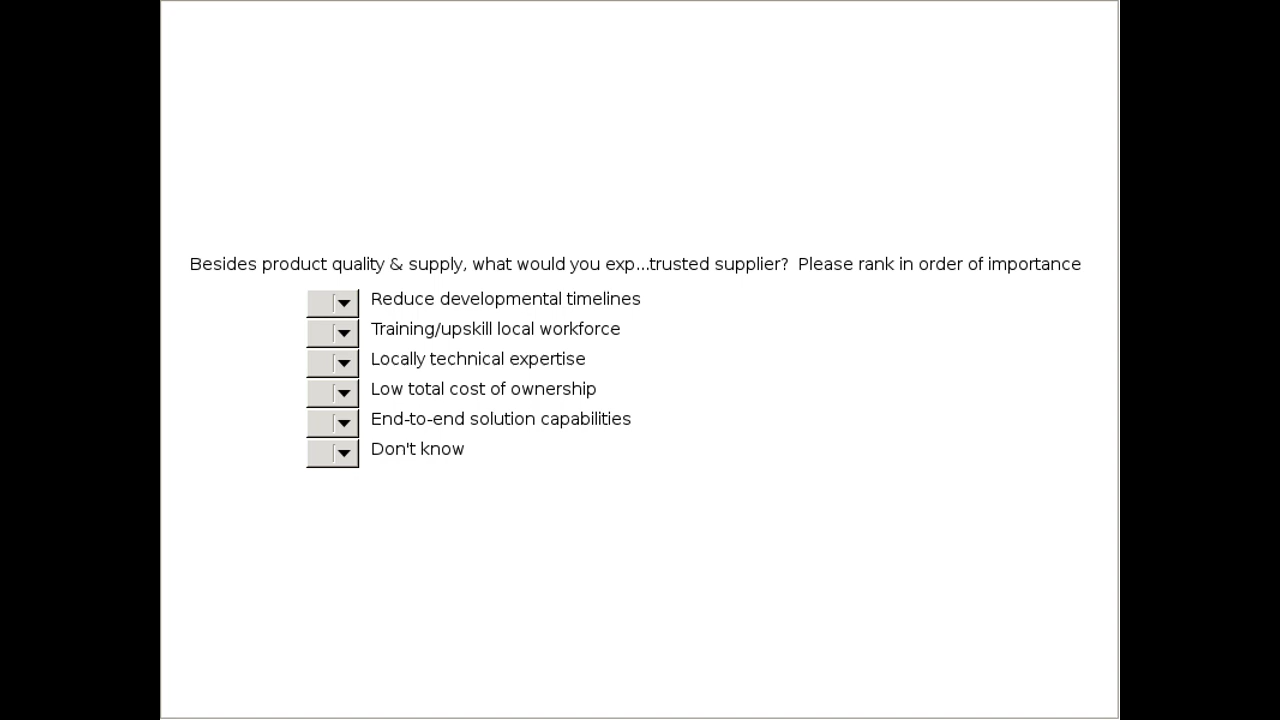 Besides product quality & supply, what would you exp...trusted supplier?  Please rank in order of importance
Reduce developmental timelines
Training/upskill local workforce
Locally technical expertise
Low total cost of ownership
End-to-end solution capabilities
Don't know